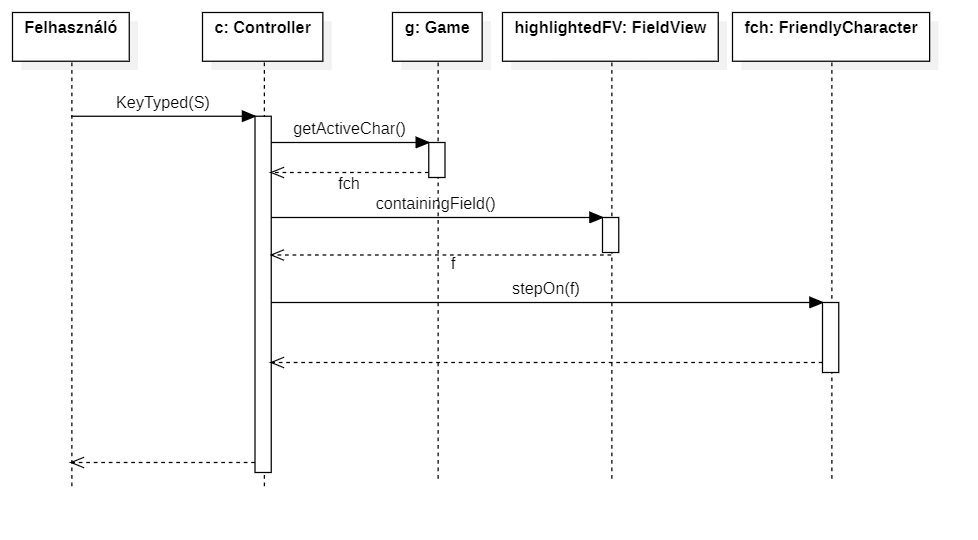 Felhasználó
c: Controller
g: Game
highlightedFV: FieldView
fch: FriendlyCharacter
KeyTyped(S)
getActiveChar()
fch
containingField()
f
stepOn(f)